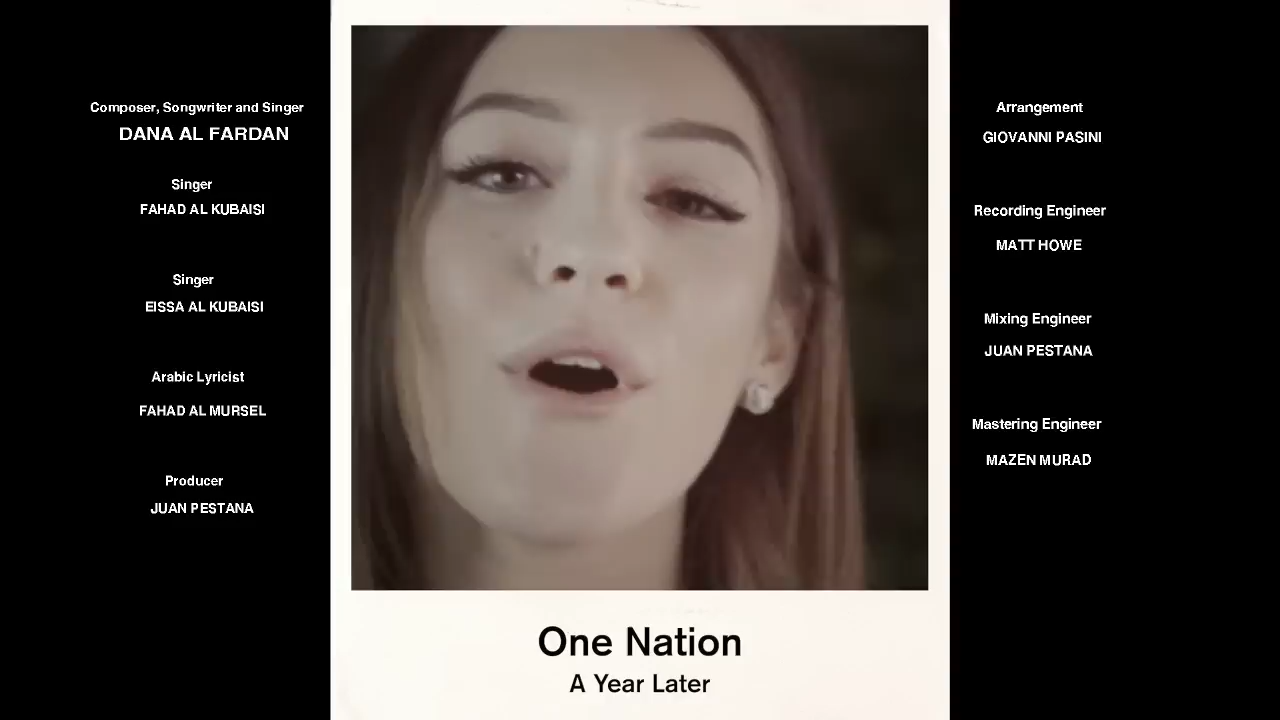 Composer, Songwriter and Singer
DANA AL FARDAN
Singer
FAHAD AL KUBAISI
Singer
EISSA AL KUBAISI
Arabic Lyricist
FAHAD AL MURSEL
Producer
JUAN PESTANA
Arrangement
GIOVANNI PASINI
Recording Engineer
MATT HOWE
Mixing Engineer
JUAN PESTANA
Mastering Engineer
MAZEN MURAD
One Nation
A Year Later